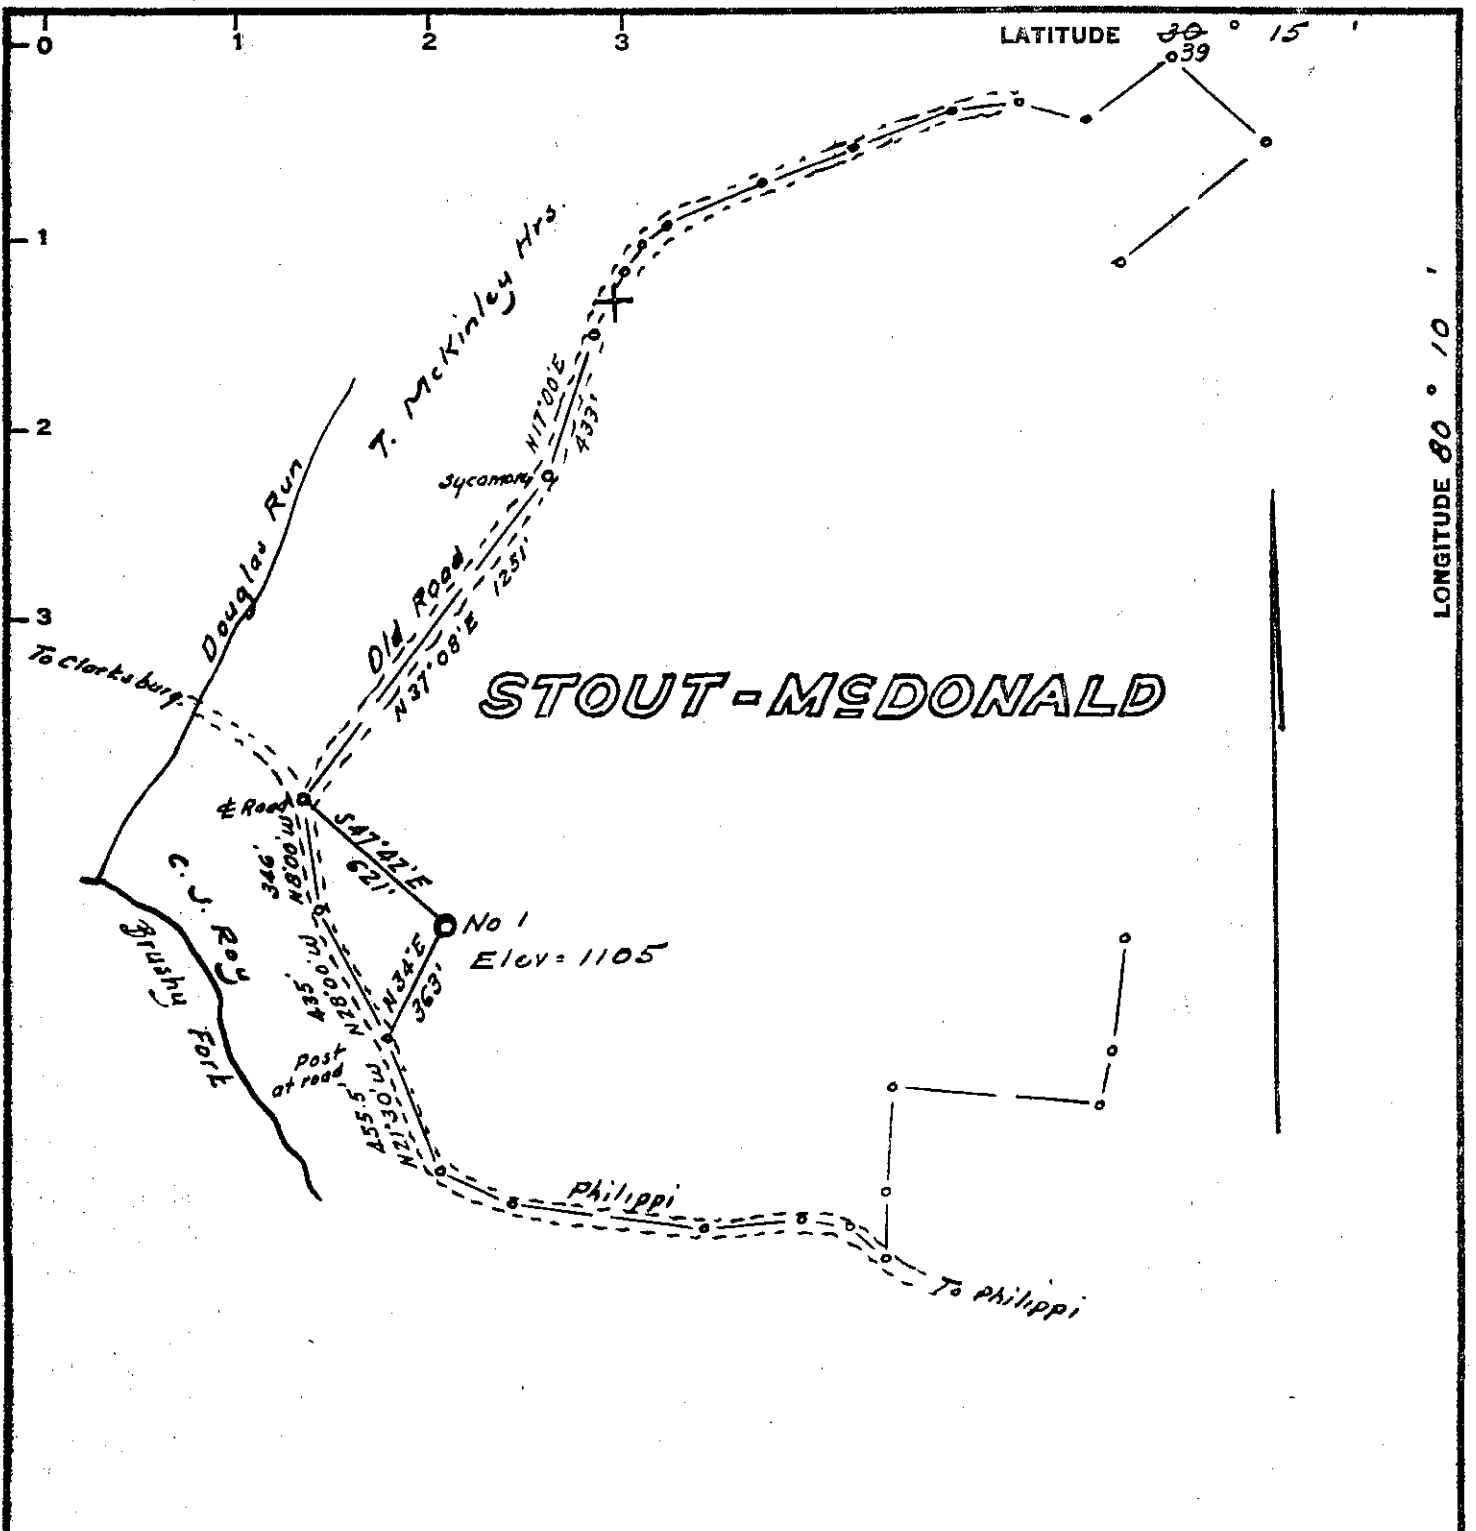 0 1 2 3
LATITUDE 30 ° 15 '
39
1
2
3
LONGITUDE 80 ° 10 '
T. McKinley Hrs.
N17°00'E
433'
Sycamore
Douglas Run
Old Road
N37°08'E 1251'
To Clarksburg
STOUT-McDONALD
℄ Road
S47°42'E
621'
346'
N8°00'W
C. J. Roy
Brushy Fork
No 1
Elev = 1105
N34°E
363'
435'
N28°00'W
Post
at road
455.5'
N21°30'W
Philippi
To Philippi